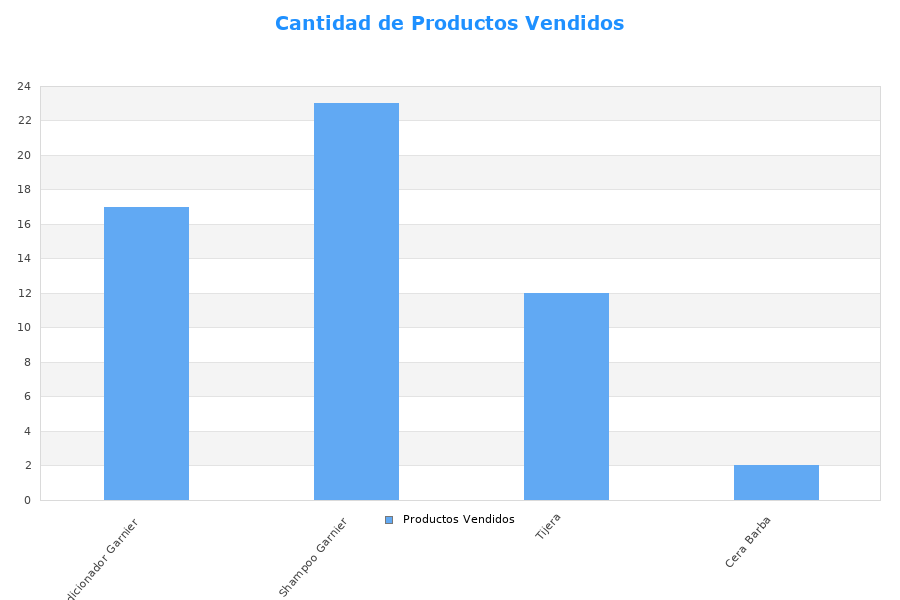 Cantidad de Productos Vendidos
24
22
20
18
16
14
12
10
8
6
4
2
0
Garnier
Shampoo Garnier
Tijera
Cera Barba
Productos Vendidos